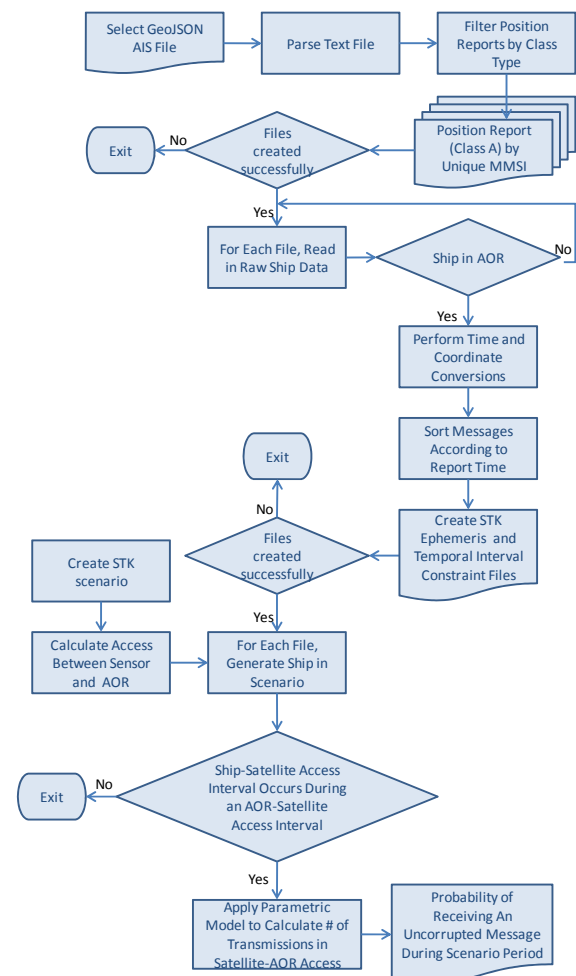 Select GeoJSON
AIS File
Parse Text File
Filter Position
Reports by Class
Type
Position Report
(Class A) by
Unique MMSI
Files
created
successfully
No
Exit
Yes
For Each File, Read
in Raw Ship Data
Ship in AOR
No
Yes
Perform Time and
Coordinate
Conversions
Sort Messages
According to
Report Time
Create STK
Ephemeris and
Temporal Interval
Constraint Files
Files
created
successfully
No
Exit
Yes
Create STK
scenario
Calculate Access
Between Sensor
and AOR
For Each File,
Generate Ship in
Scenario
Ship-Satellite Access
Interval Occurs During
an AOR-Satellite
Access Interval
No
Exit
Yes
Apply Parametric
Model to Calculate # of
Transmissions in
Satellite-AOR Access
Probability of
Receiving An
Uncorrupted Message
During Scenario Period